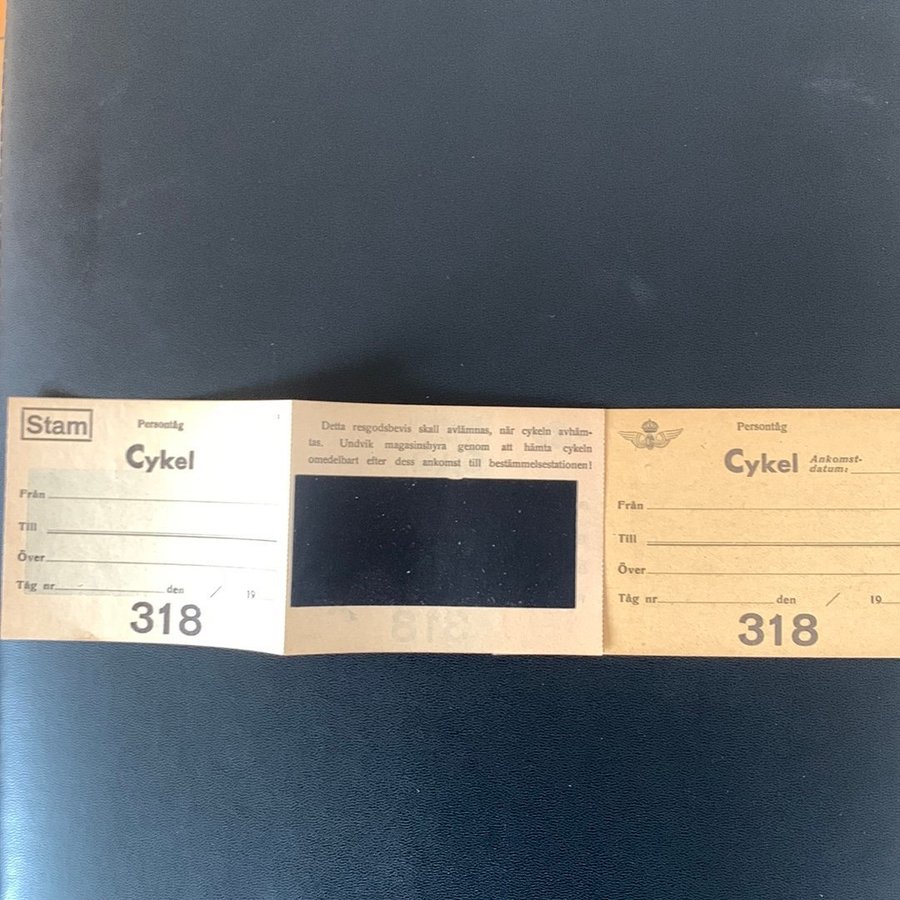 Stam
Persontåg
Cykel
Från
Till
Över
Tåg nr den / 19
318
Detta resgodsbevis skall avlämnas, när cykeln avhäm-
tas. Undvik magasinshyra genom att hämta cykeln
omedelbart efter dess ankomst till bestämmelsestationen!
318
Persontåg
Cykel Ankomst-
datum:
Från
Till
Över
Tåg nr den / 19
318